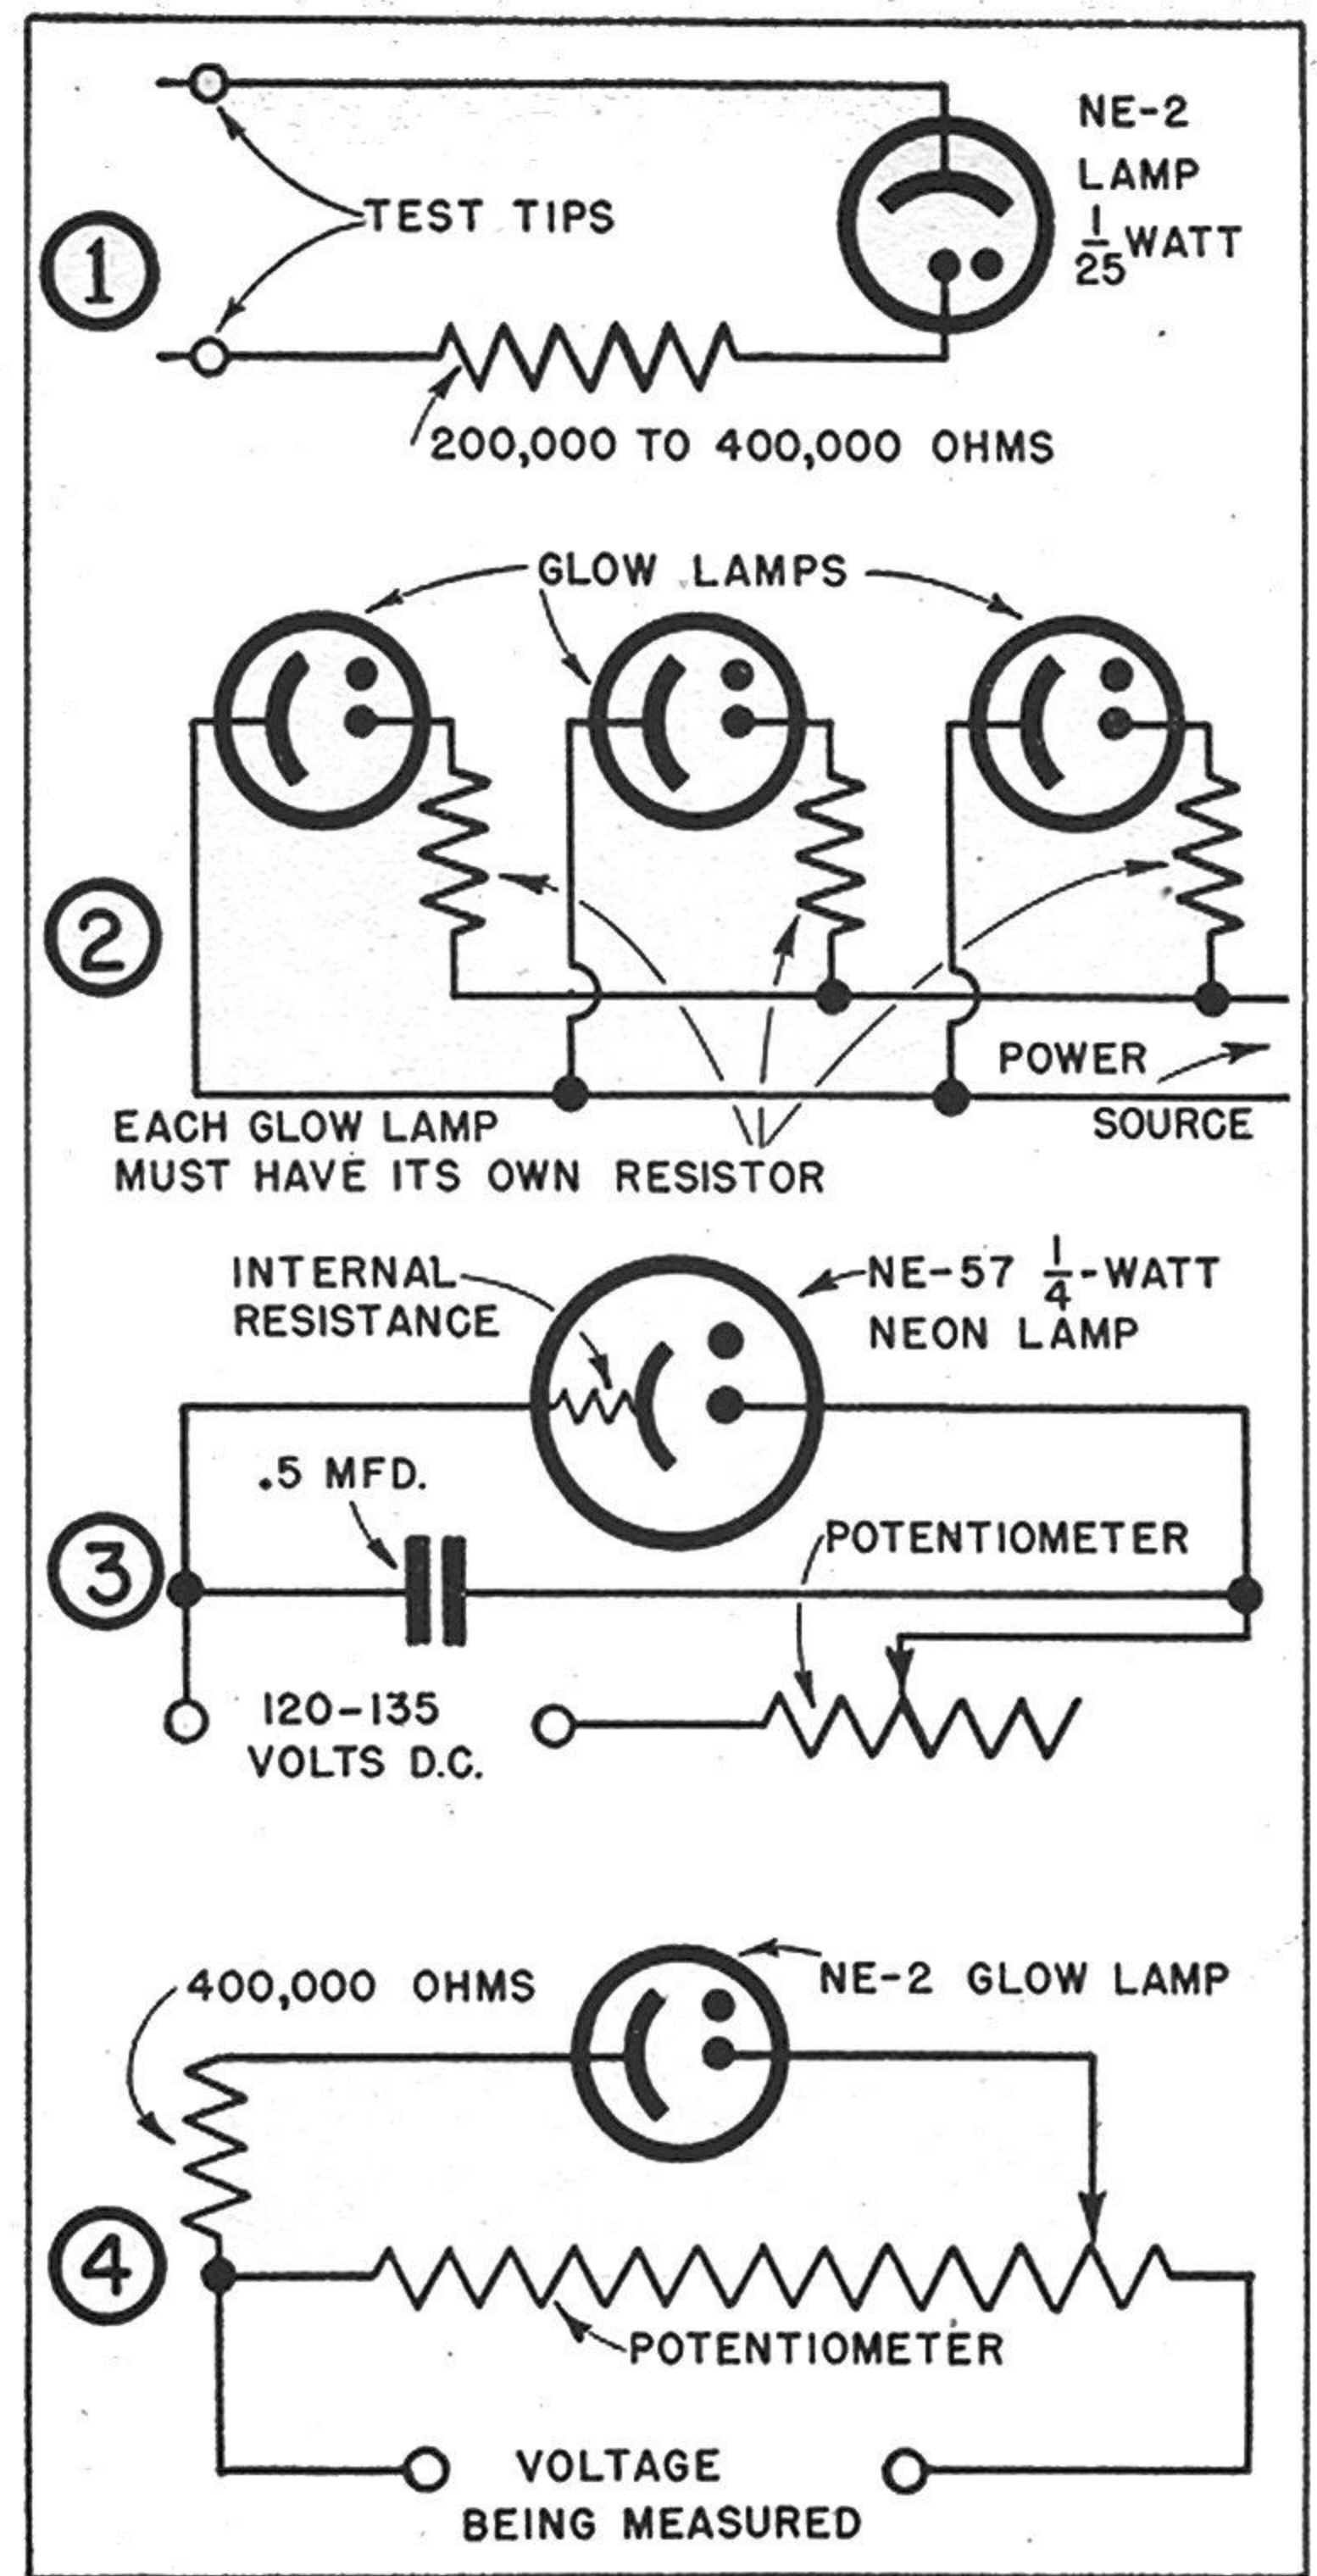 1
TEST TIPS
NE-2
LAMP
1/25 WATT
200,000 TO 400,000 OHMS
2
GLOW LAMPS
POWER
SOURCE
EACH GLOW LAMP
MUST HAVE ITS OWN RESISTOR
3
INTERNAL
RESISTANCE
NE-57 1/4-WATT
NEON LAMP
.5 MFD.
POTENTIOMETER
120-135
VOLTS D.C.
4
400,000 OHMS
NE-2 GLOW LAMP
POTENTIOMETER
VOLTAGE
BEING MEASURED